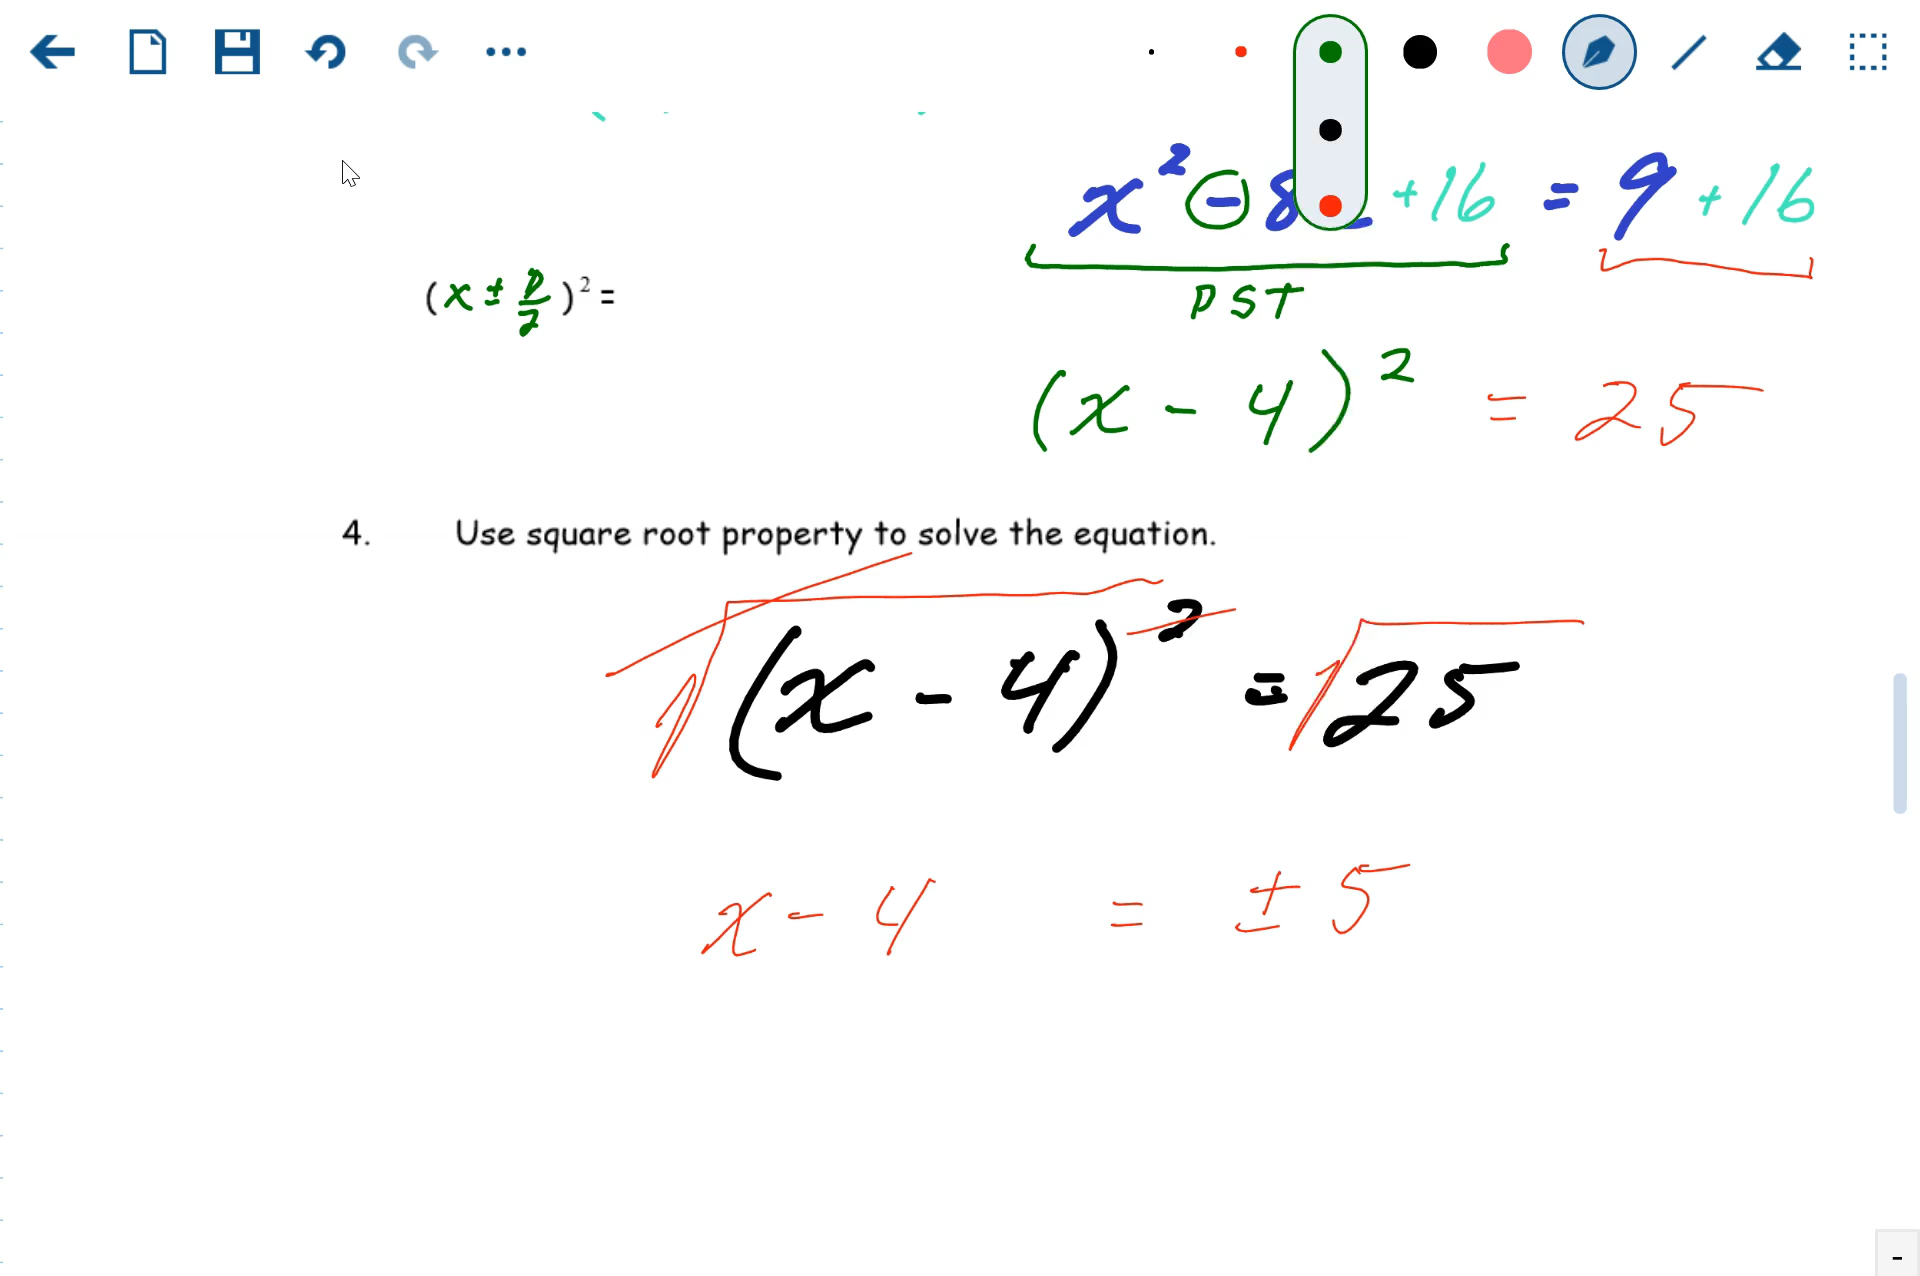 x² - 8 +16 = 9 + 16
(x ± p/2)² =
PST
(x - 4)² = 25
4. Use square root property to solve the equation.
√(x - 4)² = √25
x - 4 = ± 5